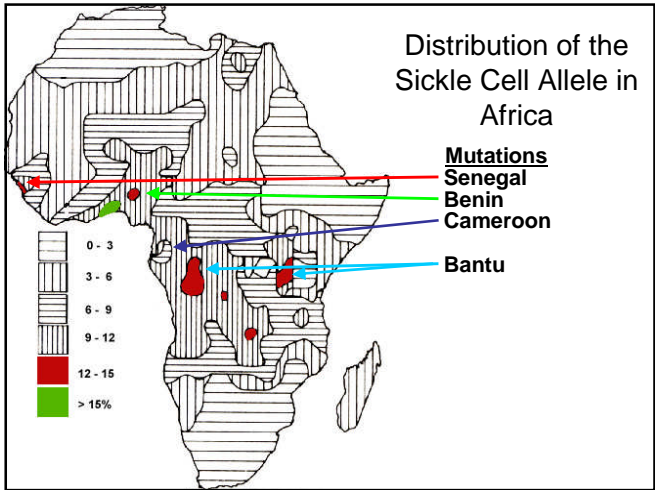 Distribution of the
Sickle Cell Allele in
Africa
Mutations
Senegal
Benin
Cameroon
Bantu
0 - 3
3 - 6
6 - 9
9 - 12
12 - 15
> 15%